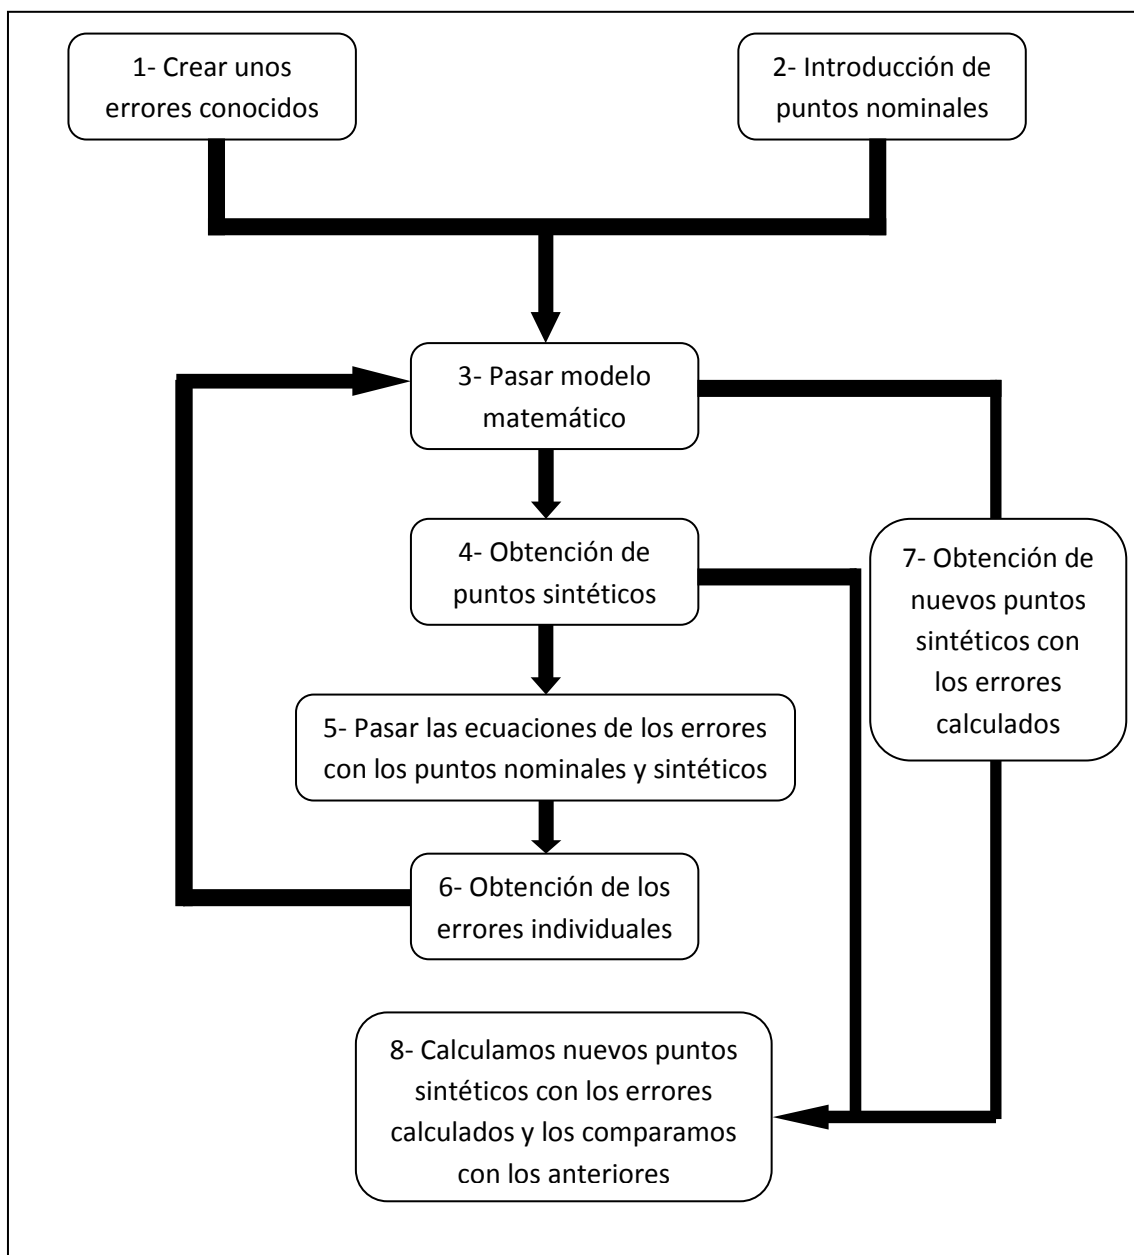 1- Crear unos
errores conocidos
2- Introducción de
puntos nominales
3- Pasar modelo
matemático
4- Obtención de
puntos sintéticos
5- Pasar las ecuaciones de los errores
con los puntos nominales y sintéticos
6- Obtención de los
errores individuales
7- Obtención de
nuevos puntos
sintéticos con
los errores
calculados
8- Calculamos nuevos puntos
sintéticos con los errores
calculados y los comparamos
con los anteriores